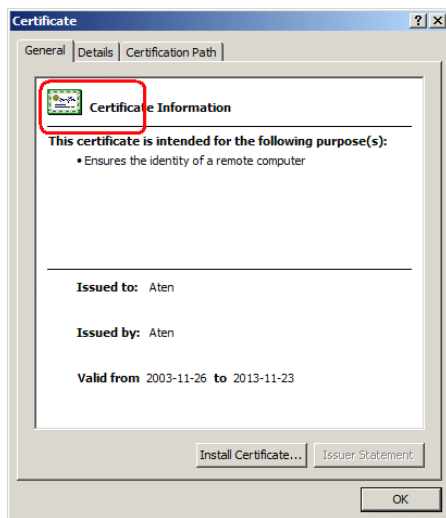 Certificate
General Details Certification Path
Certificate Information
This certificate is intended for the following purpose(s):
• Ensures the identity of a remote computer
Issued to: Aten
Issued by: Aten
Valid from 2003-11-26 to 2013-11-23
Install Certificate... Issuer Statement
OK